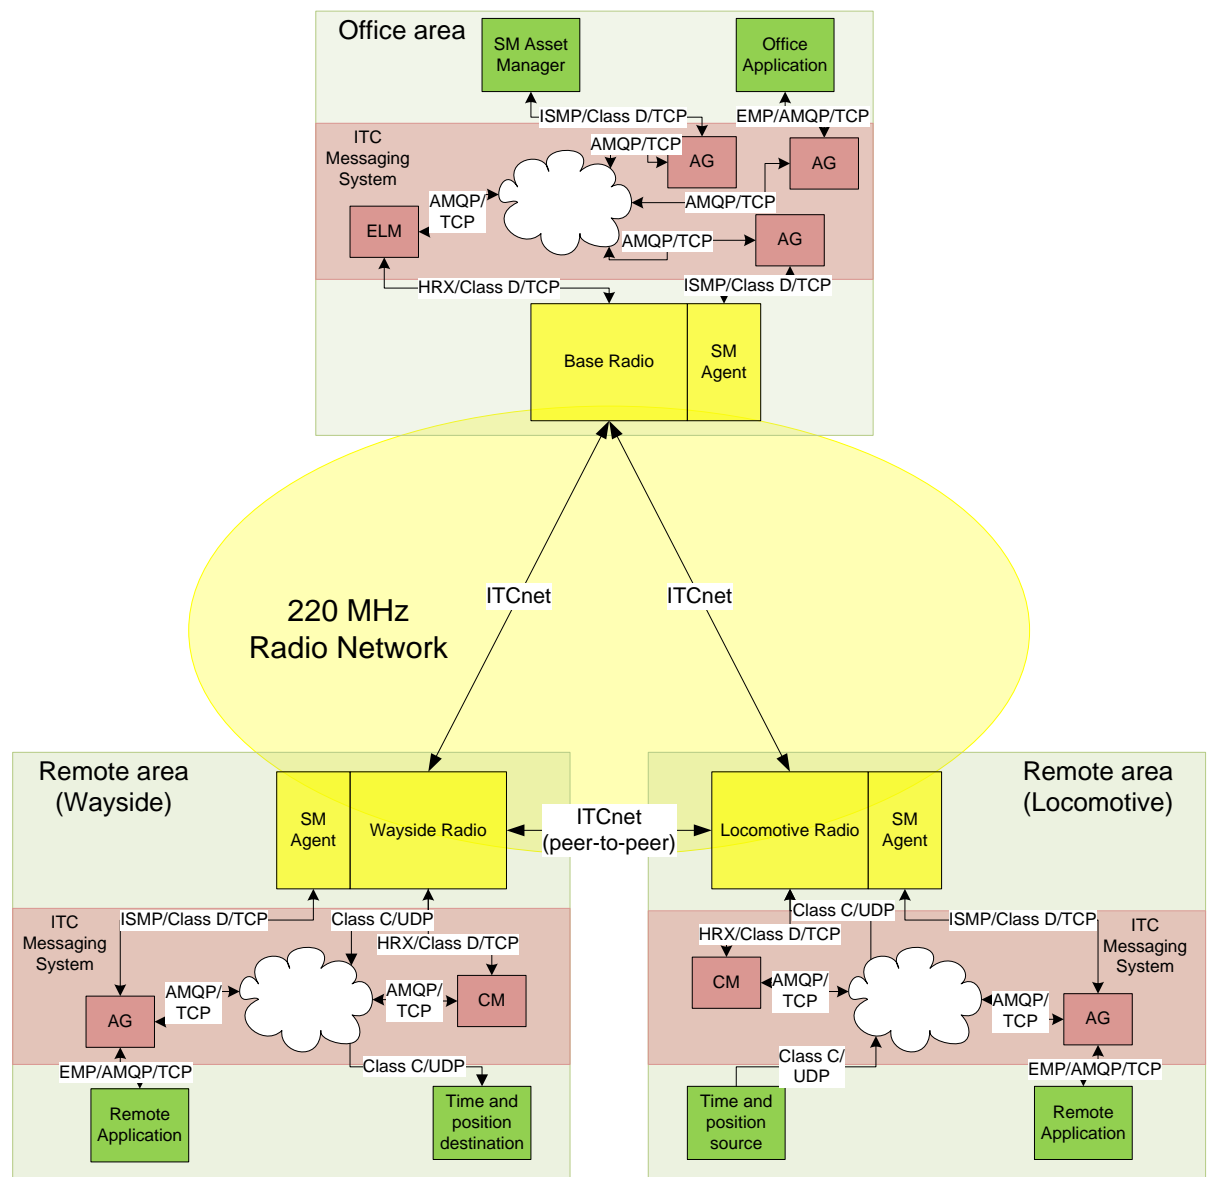 Office area
SM Asset
Manager
Office
Application
ISMP/Class D/TCP
EMP/AMQP/TCP
ITC
Messaging
System
AMQP/TCP
AG
AG
AMQP/
TCP
AMQP/TCP
ELM
AMQP/TCP
AG
HRX/Class D/TCP
ISMP/Class D/TCP
Base Radio
SM
Agent
220 MHz
Radio Network
ITCnet
ITCnet
Remote area
(Wayside)
SM
Agent
Wayside Radio
ITCnet
(peer-to-peer)
Locomotive Radio
SM
Agent
Remote area
(Locomotive)
ITC
Messaging
System
ISMP/Class D/TCP
Class C/UDP
HRX/Class D/TCP
AMQP/
TCP
AMQP/
TCP
CM
AG
EMP/AMQP/TCP
Class C/UDP
Remote
Application
Time and
position
destination
Class C/UDP
ISMP/Class D/TCP
HRX/Class D/TCP
ITC
Messaging
System
CM
AMQP/
TCP
AMQP/
TCP
AG
Class C/
UDP
EMP/AMQP/TCP
Time and
position
source
Remote
Application